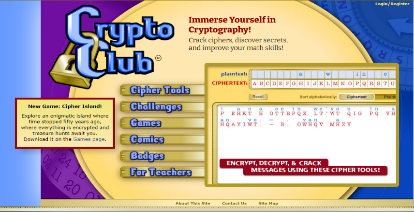 Login/Register
Crypto
Club
Immerse Yourself in
Cryptography!
Crack ciphers, discover secrets,
and improve your math skills!
New Game: Cipher Island!
Explore an enigmatic island where
time stopped fifty years ago,
where everything is encrypted and
treasure hunts await you.
Download it on the Games page.
Cipher Tools
Challenges
Games
Comics
Badges
For Teachers
plaintext:
CIPHERTEXT: A B C D E F G H I J K L M N O P Q R S T U
ENCRYPT, DECRYPT, & CRACK
MESSAGES USING THESE CIPHER TOOLS!
About This Site
Contact Us
Site Map